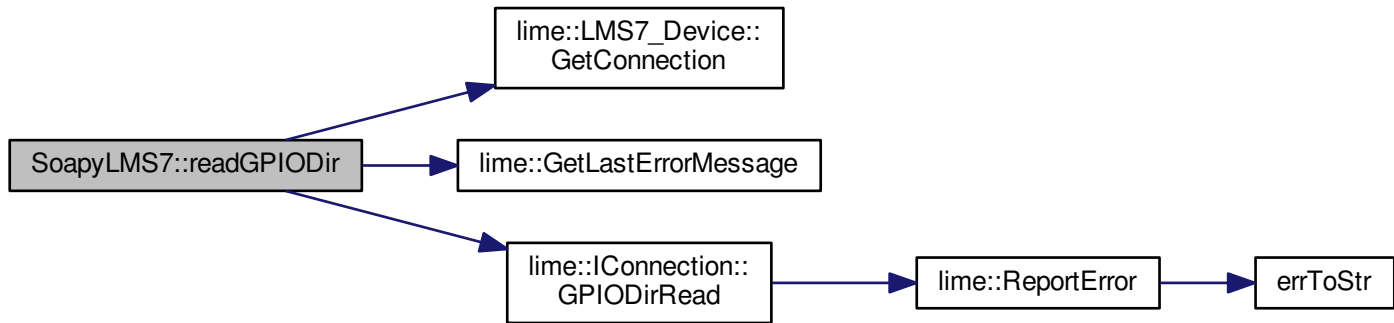 lime::LMS7_Device::
GetConnection
SoapyLMS7::readGPIODir
lime::GetLastErrorMessage
lime::IConnection::
GPIODirRead
lime::ReportError
errToStr